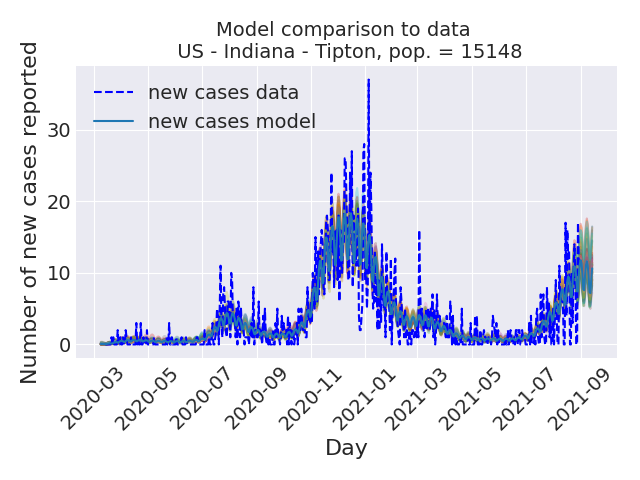 Model comparison to data
US - Indiana - Tipton, pop. = 15148
new cases data
new cases model
Number of new cases reported
30
20
10
0
2020-03
2020-05
2020-07
2020-09
2020-11
2021-01
2021-03
2021-05
2021-07
2021-09
Day